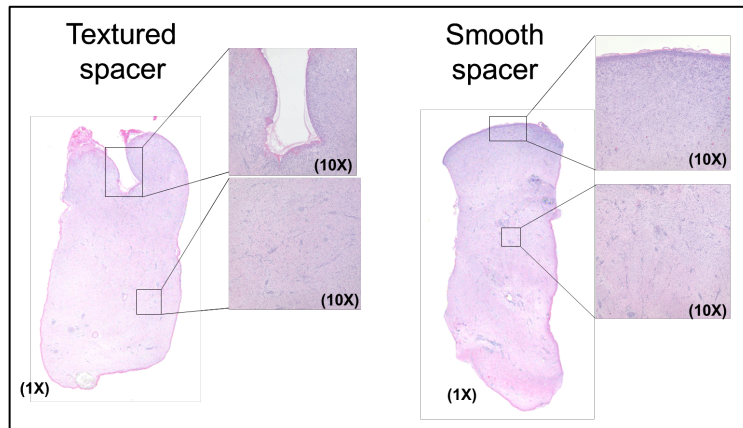 Textured
spacer
(10X)
(10X)
(1X)
Smooth
spacer
(10X)
(10X)
(1X)